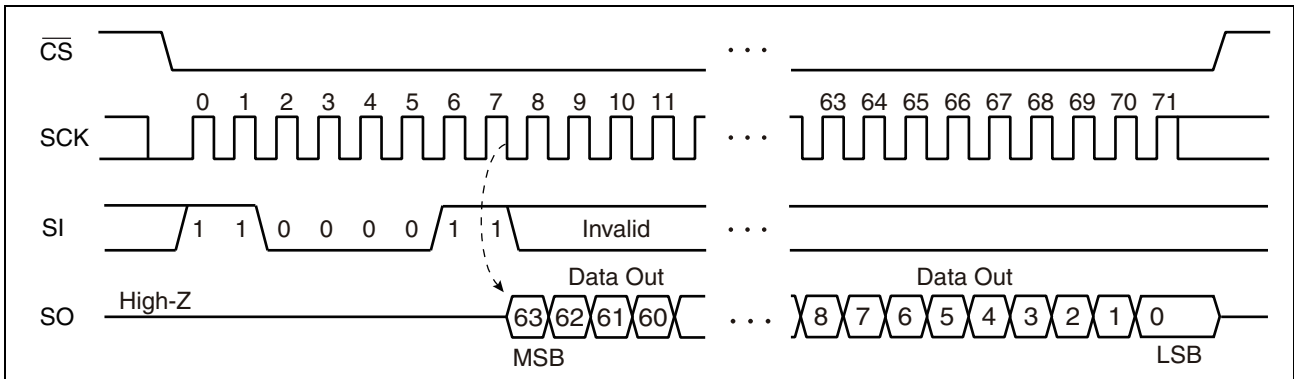 CS · · ·
0 1 2 3 4 5 6 7 8 9 10 11 63 64 65 66 67 68 69 70 71
SCK · · ·
SI 1 1 0 0 0 0 1 1 Invalid · · ·
Data Out Data Out
High-Z
SO 63 62 61 60 · · · 8 7 6 5 4 3 2 1 0
MSB LSB